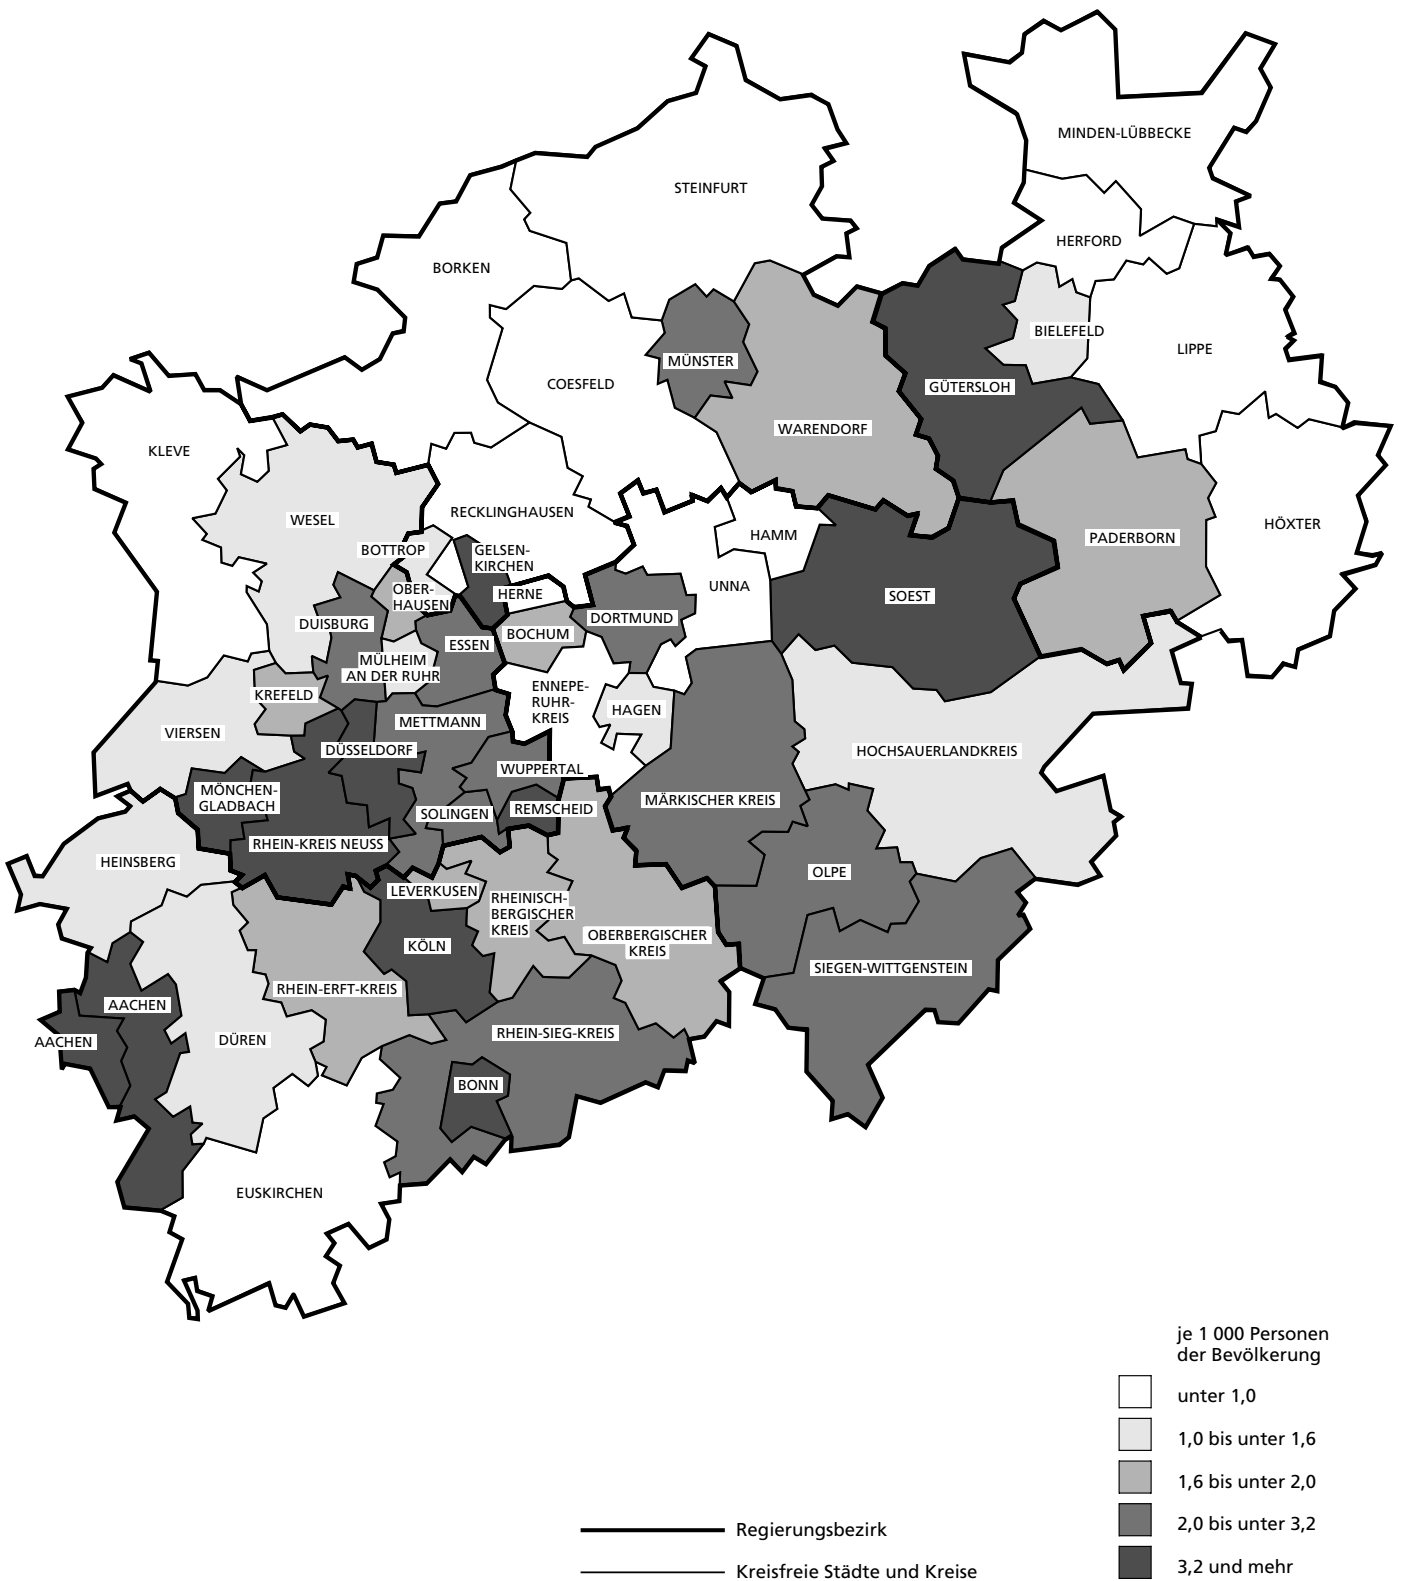 MINDEN-LÜBBECKE
STEINFURT
HERFORD
BORKEN
BIELEFELD
LIPPE
MÜNSTER
COESFELD
GÜTERSLOH
WARENDORF
KLEVE
RECKLINGHAUSEN
WESEL
HÖXTER
HAMM
PADERBORN
BOTTROP
GELSEN-
KIRCHEN
UNNA
OBER-
HAUSEN
HERNE
SOEST
DUISBURG
DORTMUND
BOCHUM
ESSEN
MÜLHEIM
AN DER RUHR
KREFELD
ENNEPE-
RUHR-
KREIS
HAGEN
METTMANN
VIERSEN
DÜSSELDORF
HOCHSAUERLANDKREIS
WUPPERTAL
MÖNCHEN-
GLADBACH
MÄRKISCHER KREIS
SOLINGEN
REMSCHEID
RHEIN-KREIS NEUSS
HEINSBERG
OLPE
LEVERKUSEN
RHEINISCH-
BERGISCHER
KREIS
OBERBERGISCHER
KREIS
KÖLN
SIEGEN-WITTGENSTEIN
RHEIN-ERFT-KREIS
AACHEN
RHEIN-SIEG-KREIS
AACHEN
DÜREN
BONN
EUSKIRCHEN
je 1 000 Personen
der Bevölkerung
unter 1,0
1,0 bis unter 1,6
1,6 bis unter 2,0
2,0 bis unter 3,2
3,2 und mehr
Regierungsbezirk
Kreisfreie Städte und Kreise